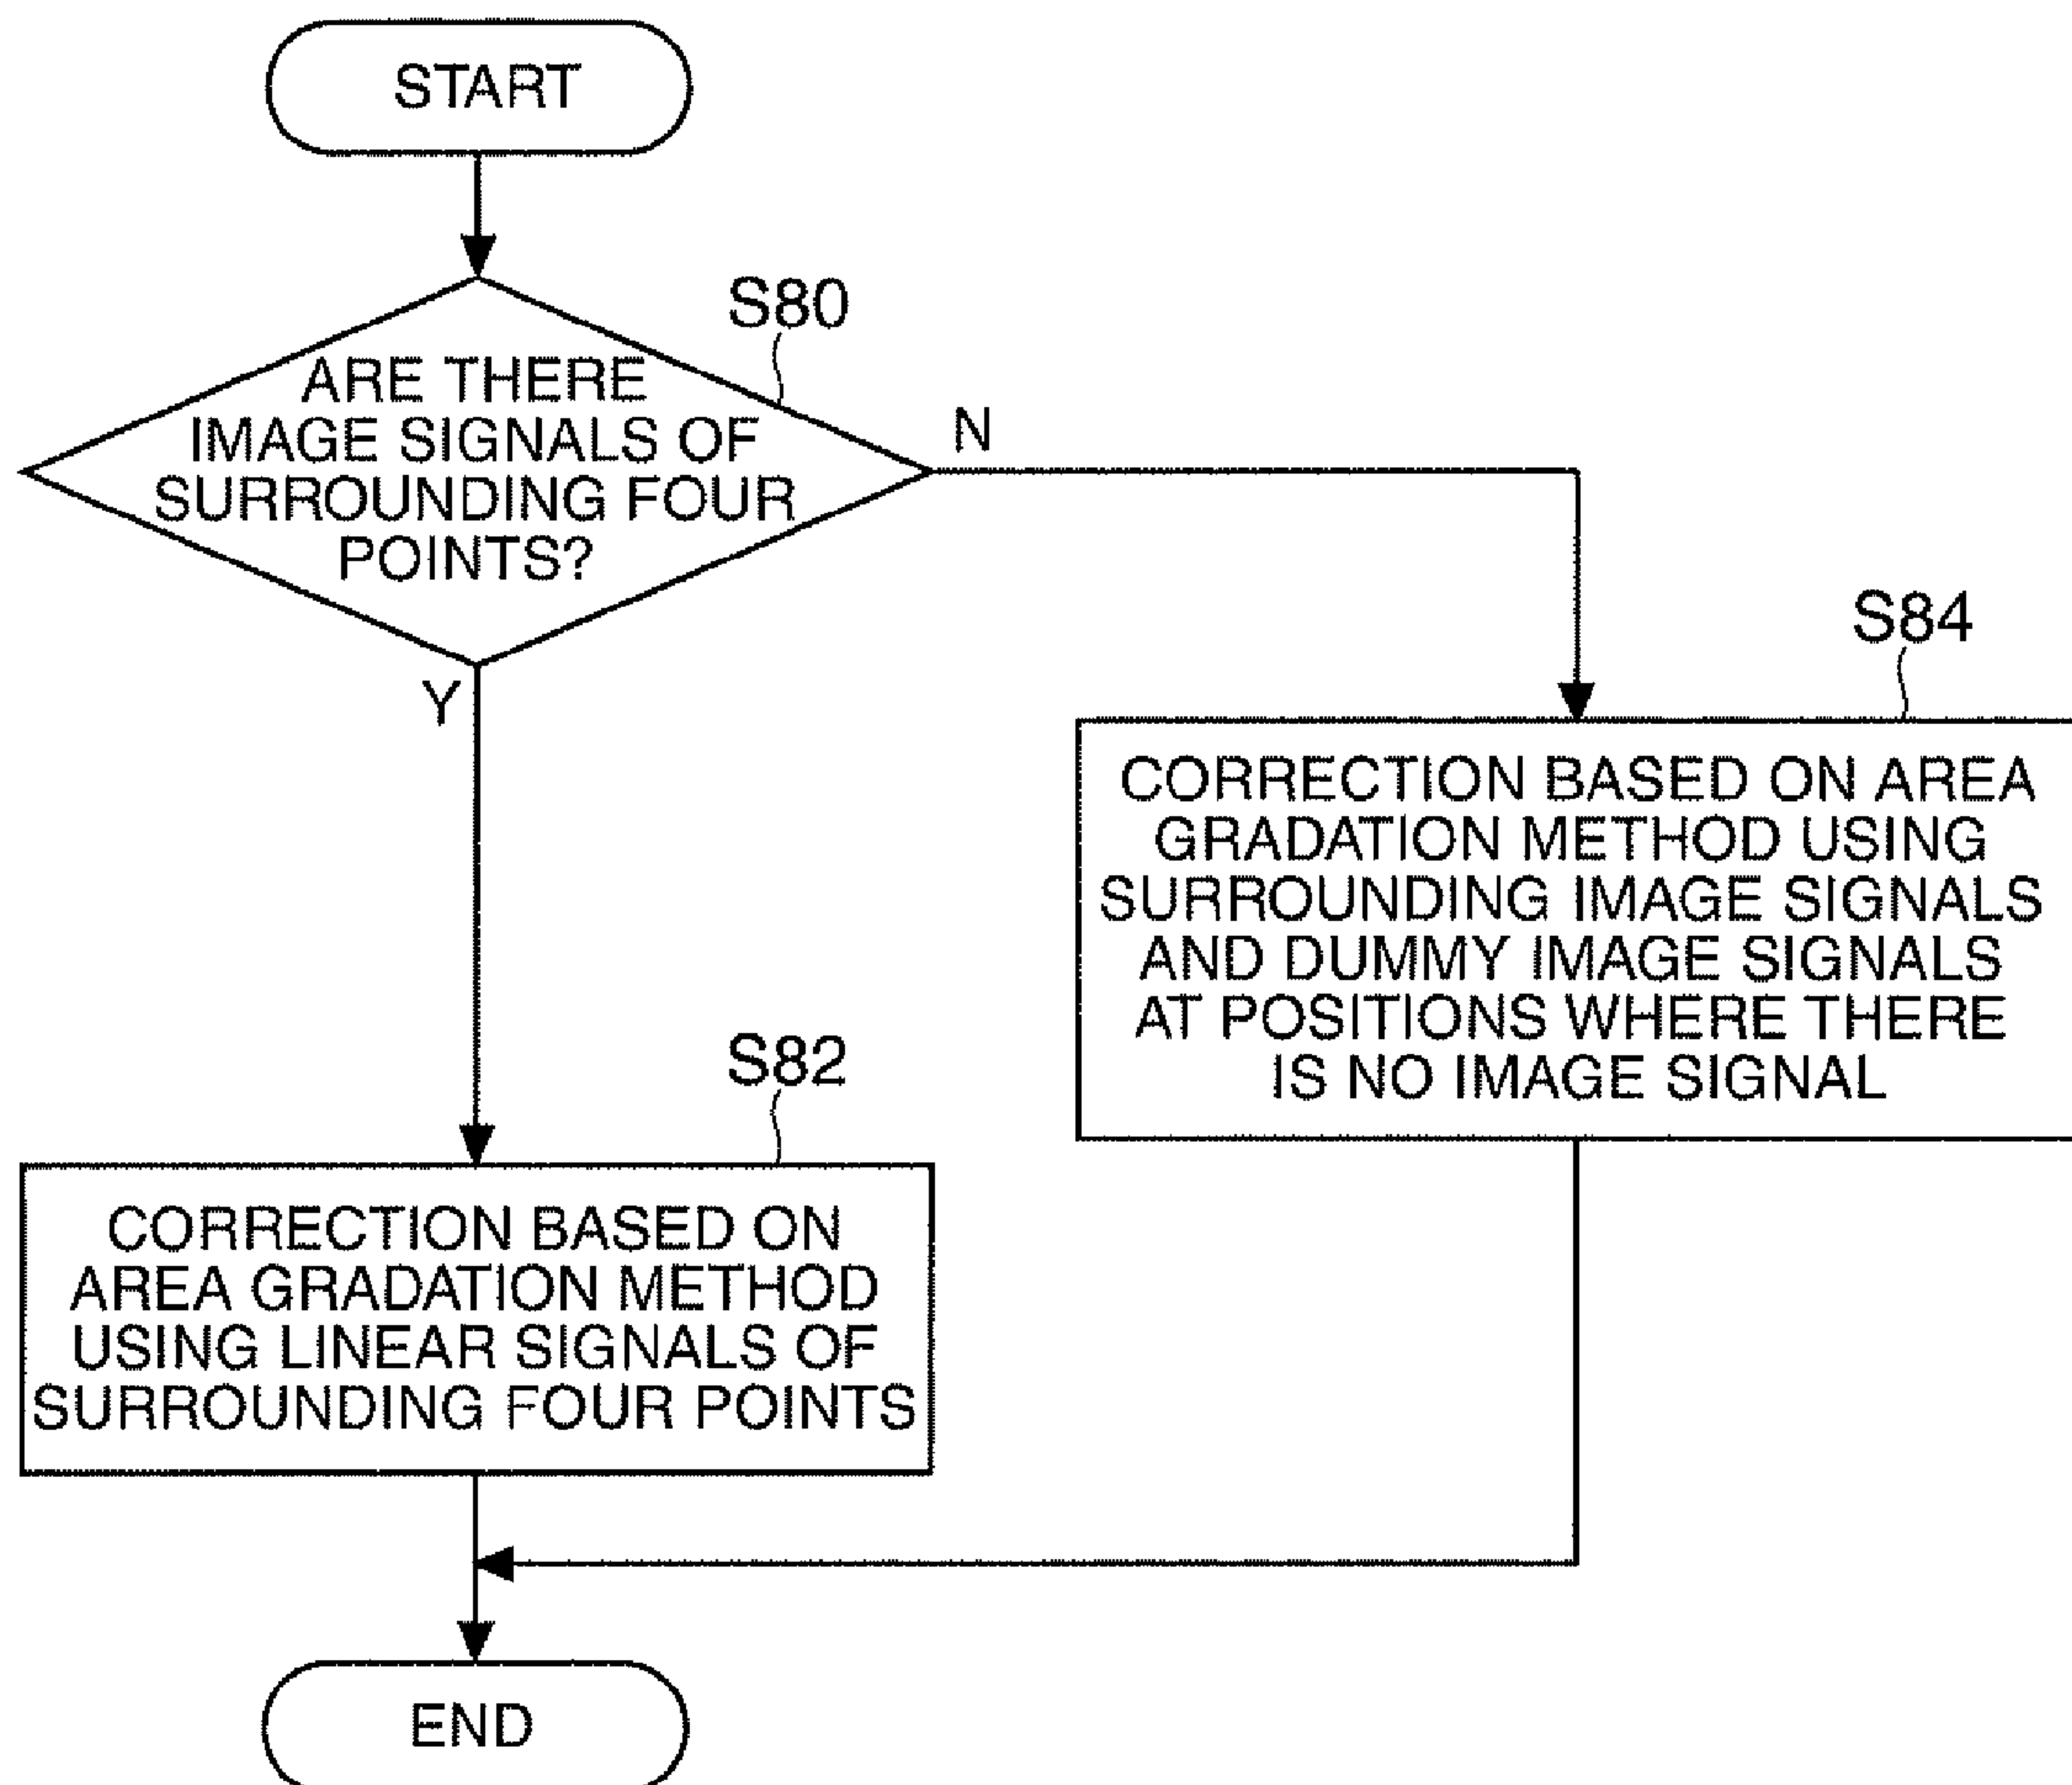 START
S80
ARE THERE
IMAGE SIGNALS OF
SURROUNDING FOUR
POINTS?
N
Y
S84
CORRECTION BASED ON AREA
GRADATION METHOD USING
SURROUNDING IMAGE SIGNALS
AND DUMMY IMAGE SIGNALS
AT POSITIONS WHERE THERE
IS NO IMAGE SIGNAL
S82
CORRECTION BASED ON
AREA GRADATION METHOD
USING LINEAR SIGNALS OF
SURROUNDING FOUR POINTS
END